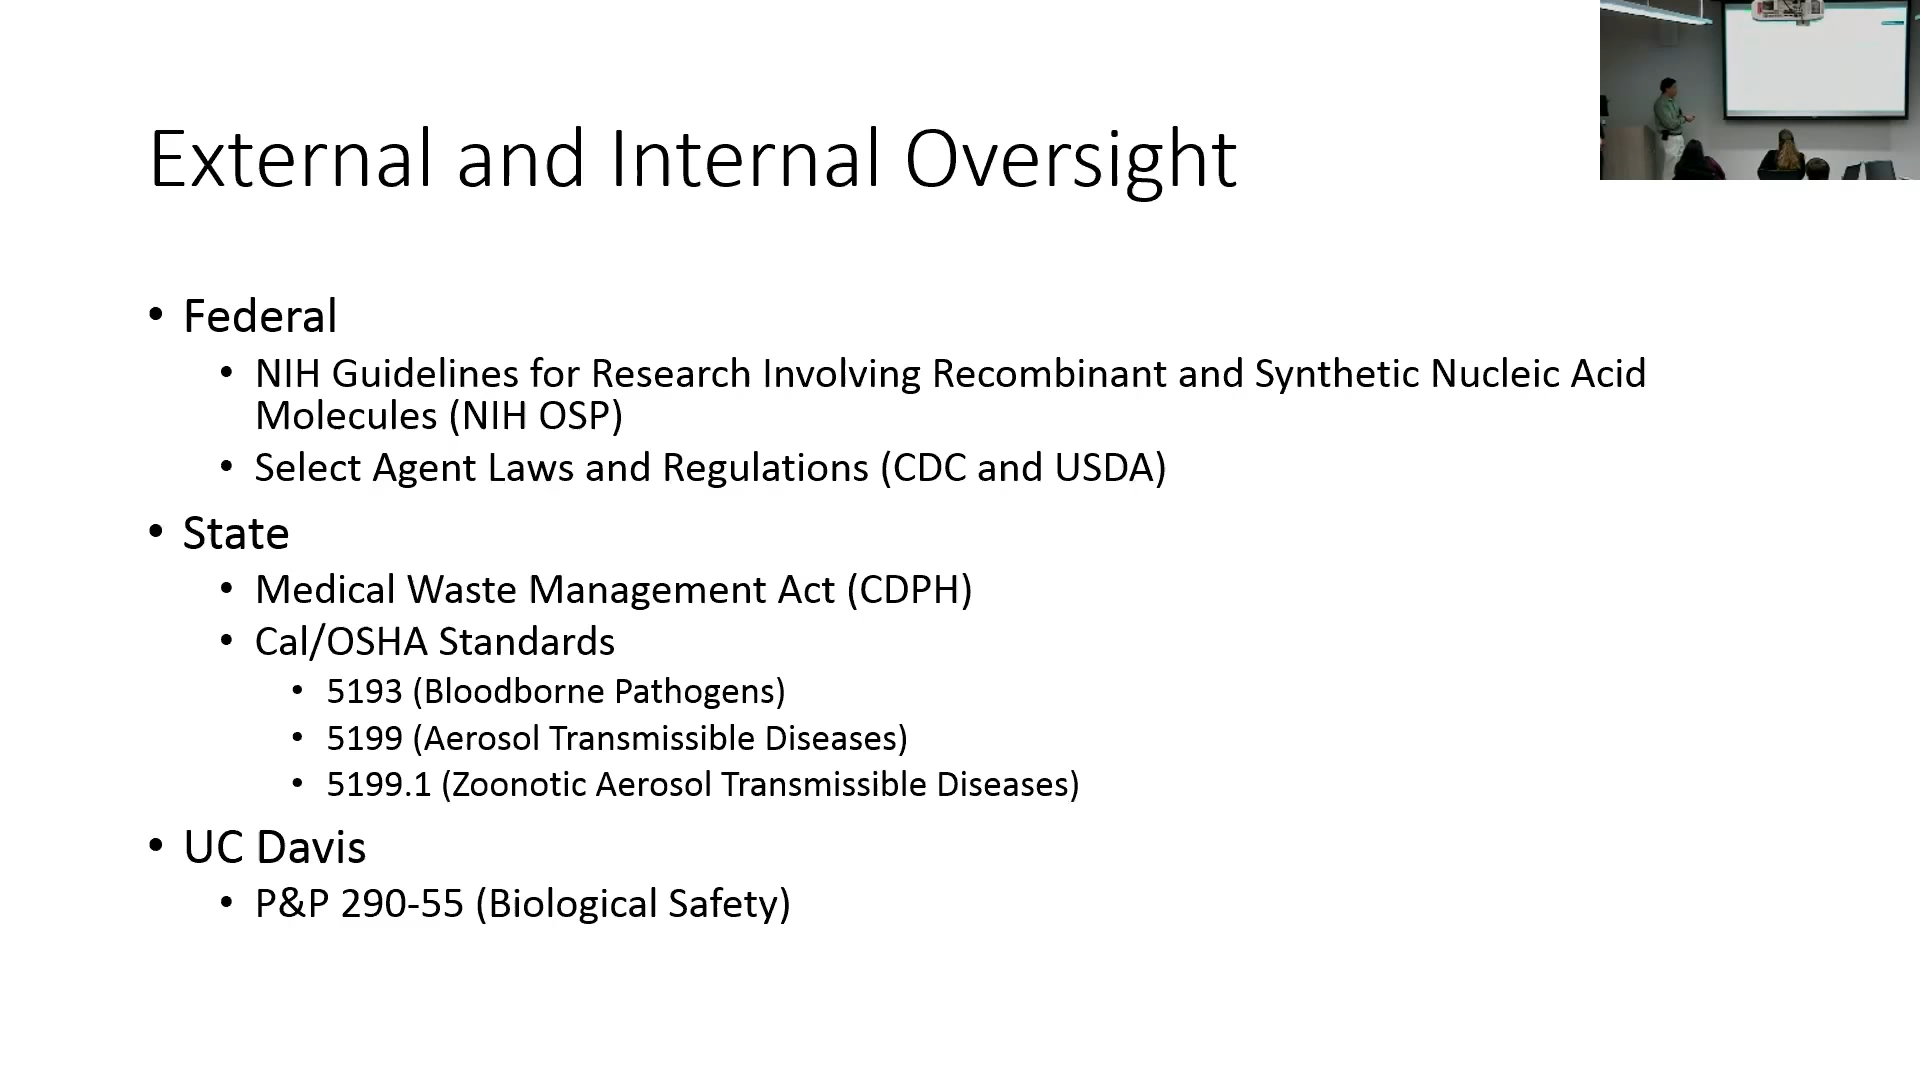 External and Internal Oversight
• Federal
• NIH Guidelines for Research Involving Recombinant and Synthetic Nucleic Acid
Molecules (NIH OSP)
• Select Agent Laws and Regulations (CDC and USDA)
• State
• Medical Waste Management Act (CDPH)
• Cal/OSHA Standards
• 5193 (Bloodborne Pathogens)
• 5199 (Aerosol Transmissible Diseases)
• 5199.1 (Zoonotic Aerosol Transmissible Diseases)
• UC Davis
• P&P 290-55 (Biological Safety)